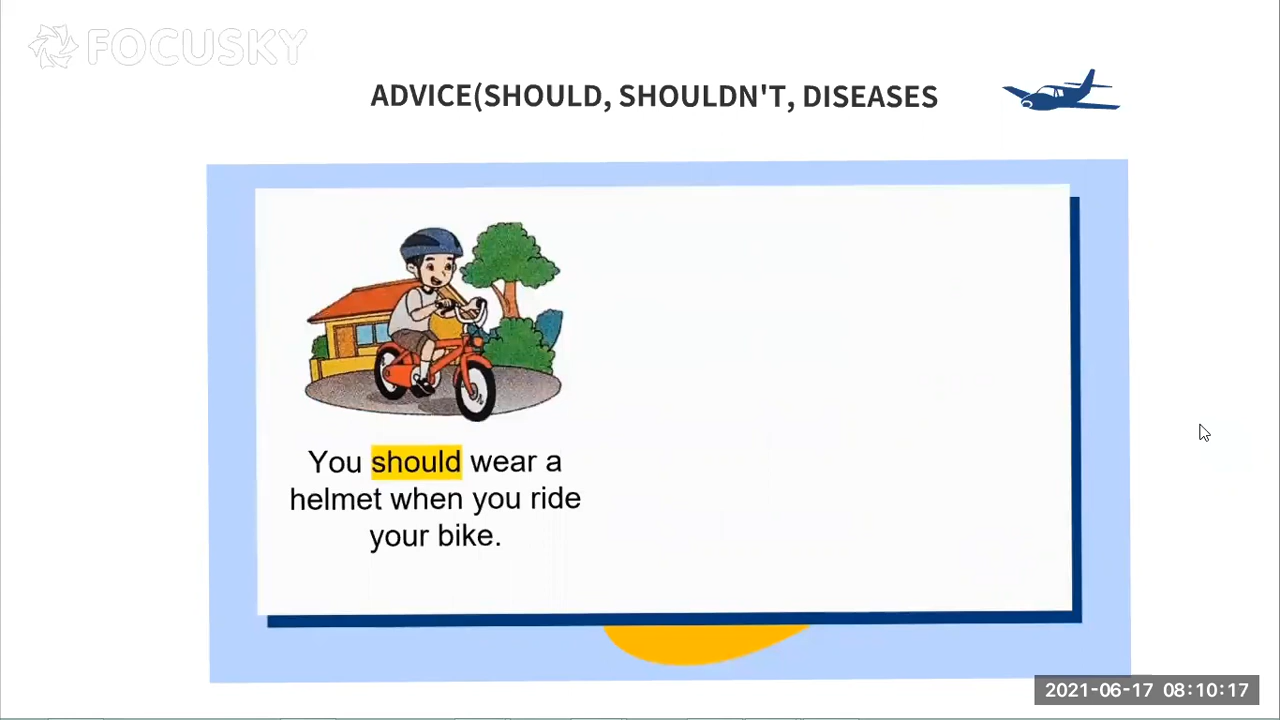 FOCUSKY
ADVICE(SHOULD, SHOULDN'T, DISEASES
You should wear a
helmet when you ride
your bike.
2021-06-17 08:10:17